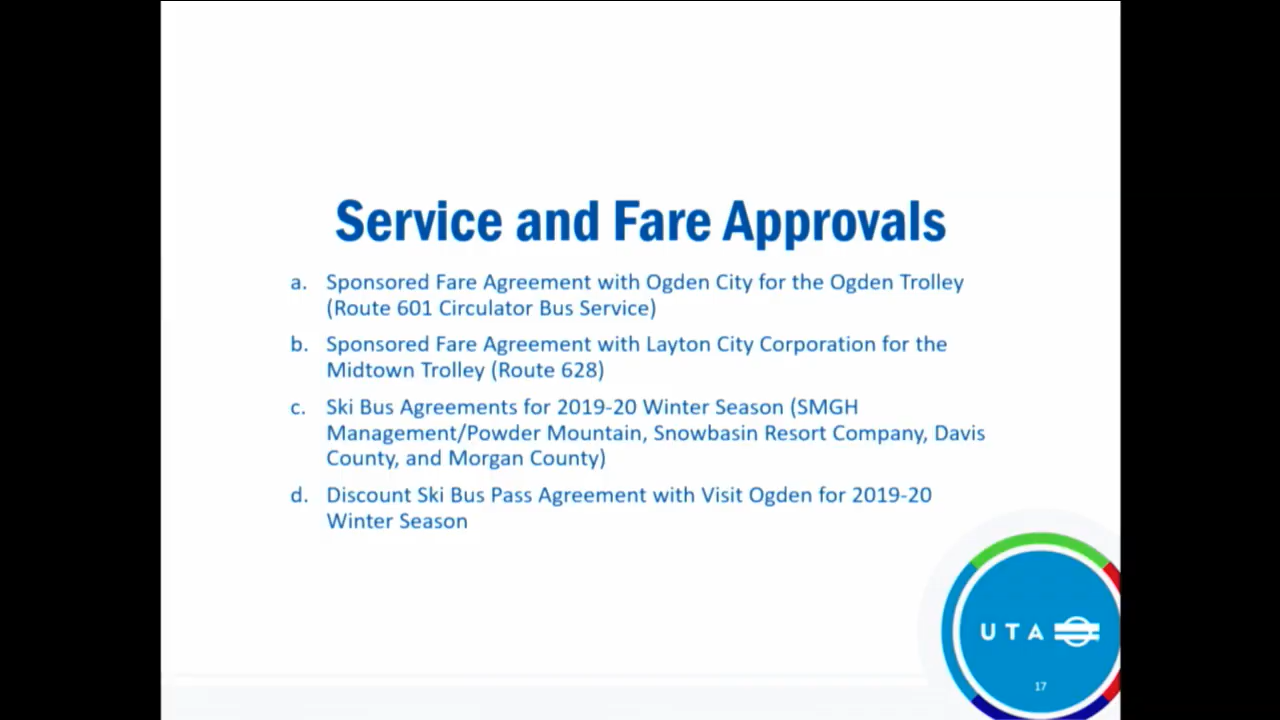 Service and Fare Approvals
a. Sponsored Fare Agreement with Ogden City for the Ogden Trolley
(Route 601 Circulator Bus Service)
b. Sponsored Fare Agreement with Layton City Corporation for the
Midtown Trolley (Route 628)
c. Ski Bus Agreements for 2019-20 Winter Season (SMGH
Management/Powder Mountain, Snowbasin Resort Company, Davis
County, and Morgan County)
d. Discount Ski Bus Pass Agreement with Visit Ogden for 2019-20
Winter Season
UTA
17